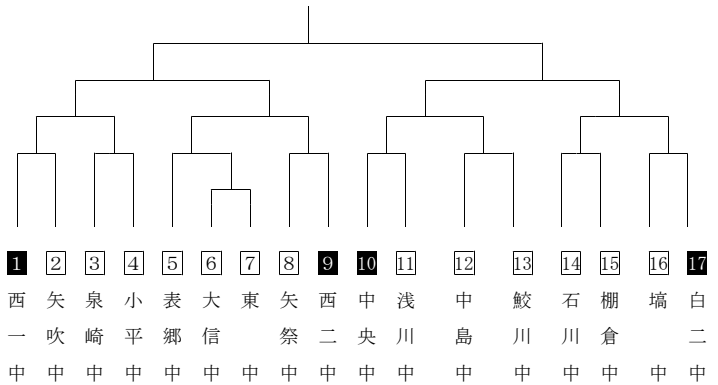 1 2 3 4 5 6 7 8 9 10 11 12 13 14 15 16 17
西一中
矢吹中
泉崎中
小平中
表郷中
大信中
東中
矢祭中
西二中
中央中
浅川中
中島中
鮫川中
石川中
棚倉中
塙中
白二中